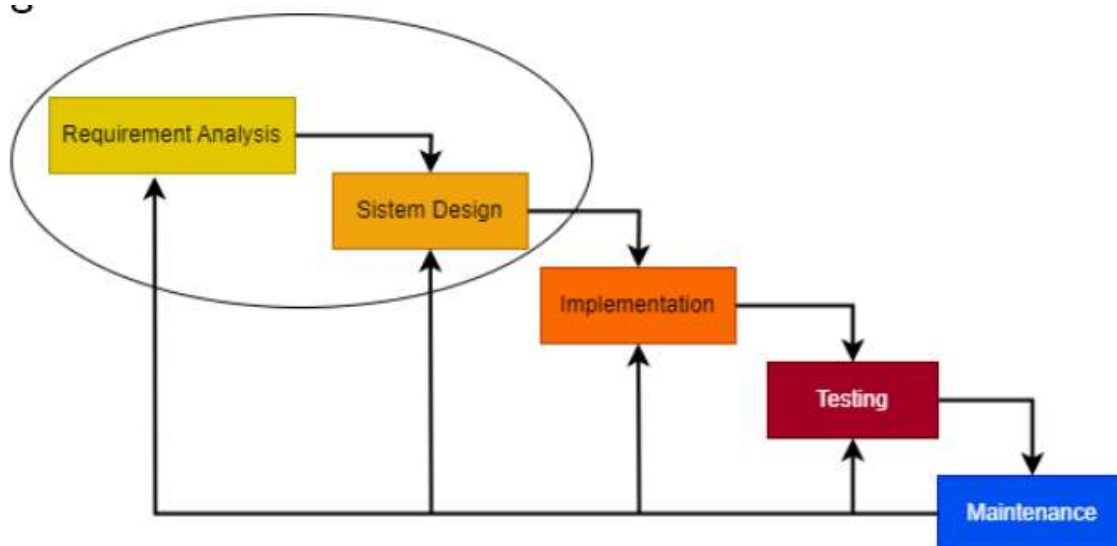 Requirement Analysis
Sistem Design
Implementation
Testing
Maintenance